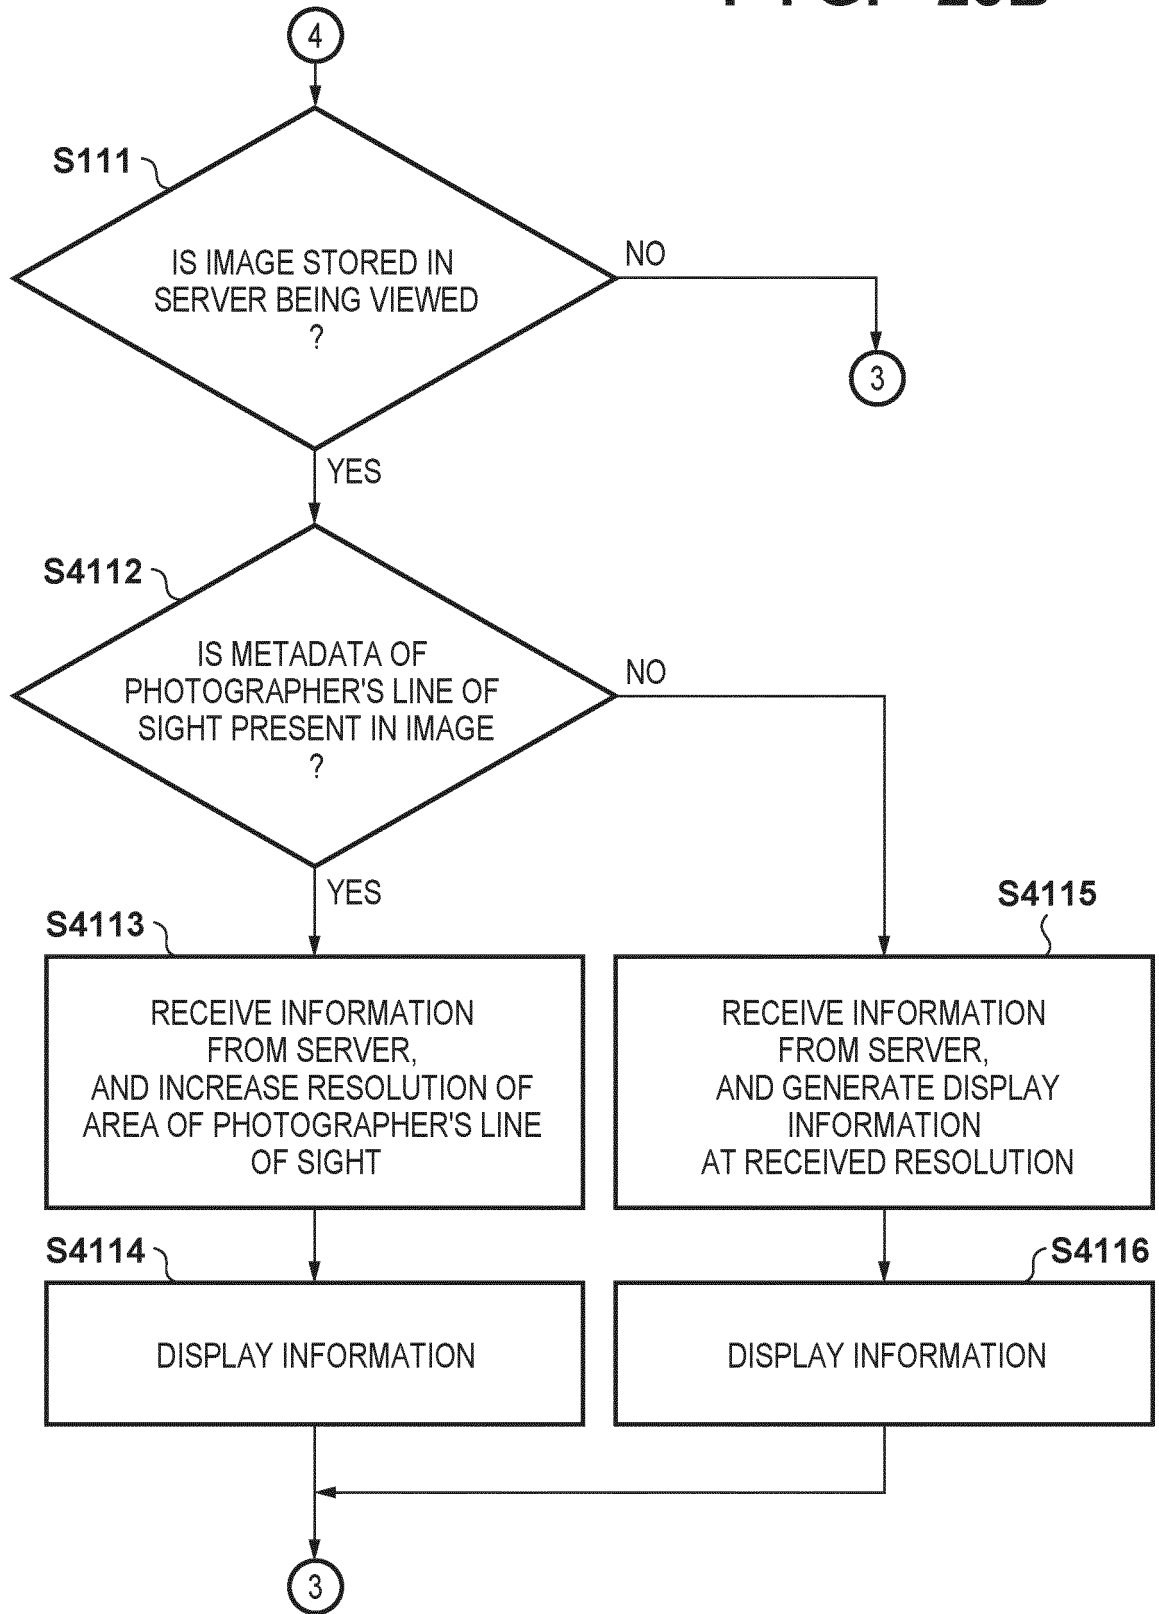 4
S111
IS IMAGE STORED IN
SERVER BEING VIEWED
?
NO
3
YES
S4112
IS METADATA OF
PHOTOGRAPHER'S LINE OF
SIGHT PRESENT IN IMAGE
?
NO
YES
S4113
RECEIVE INFORMATION
FROM SERVER,
AND INCREASE RESOLUTION OF
AREA OF PHOTOGRAPHER'S LINE
OF SIGHT
S4115
RECEIVE INFORMATION
FROM SERVER,
AND GENERATE DISPLAY
INFORMATION
AT RECEIVED RESOLUTION
S4114
DISPLAY INFORMATION
S4116
DISPLAY INFORMATION
3